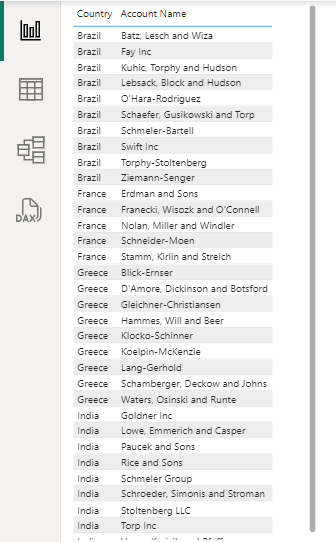 Country Account Name
Brazil Batz, Lesch and Wiza
Brazil Fay Inc
Brazil Kuhic, Torphy and Hudson
Brazil Lebsack, Block and Hudson
Brazil O'Hara-Rodriguez
Brazil Schaefer, Gusikowski and Torp
Brazil Schmeler-Bartell
Brazil Swift Inc
Brazil Torphy-Stoltenberg
Brazil Ziemann-Senger
France Erdman and Sons
France Franecki, Wisozk and O'Connell
France Nolan, Miller and Windler
France Schneider-Moen
France Stamm, Kirlin and Streich
Greece Blick-Ernser
Greece D'Amore, Dickinson and Botsford
Greece Gleichner-Christiansen
Greece Hammes, Will and Beer
Greece Klocko-Schinner
Greece Koelpin-McKenzie
Greece Lang-Gerhold
Greece Schamberger, Deckow and Johns
Greece Waters, Osinski and Runte
India Goldner Inc
India Lowe, Emmerich and Casper
India Paucek and Sons
India Rice and Sons
India Schmeler Group
India Schroeder, Simonis and Stroman
India Stoltenberg LLC
India Torp Inc
DAX